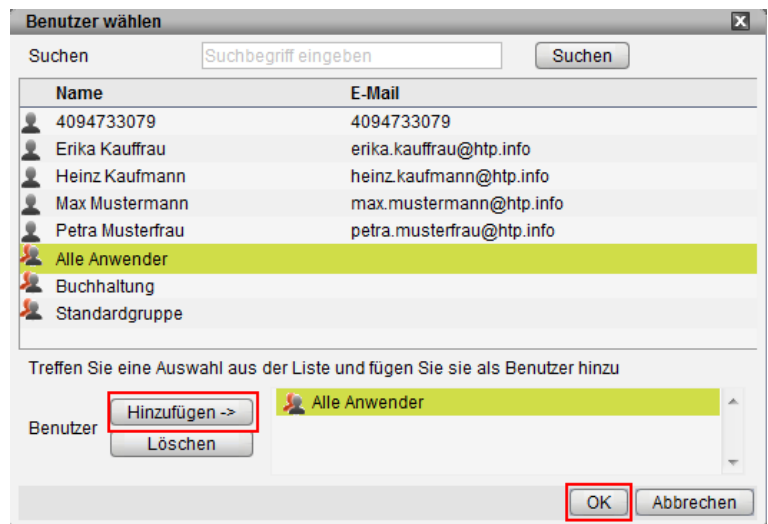 Benutzer wählen
Suchen Suchbegriff eingeben Suchen
Name E-Mail
4094733079 4094733079
Erika Kauffrau erika.kauffrau@htp.info
Heinz Kaufmann heinz.kaufmann@htp.info
Max Mustermann max.mustermann@htp.info
Petra Musterfrau petra.musterfrau@htp.info
Alle Anwender
Buchhaltung
Standardgruppe
Treffen Sie eine Auswahl aus der Liste und fügen Sie sie als Benutzer hinzu
Benutzer
Hinzufügen ->
Löschen
Alle Anwender
OK Abbrechen